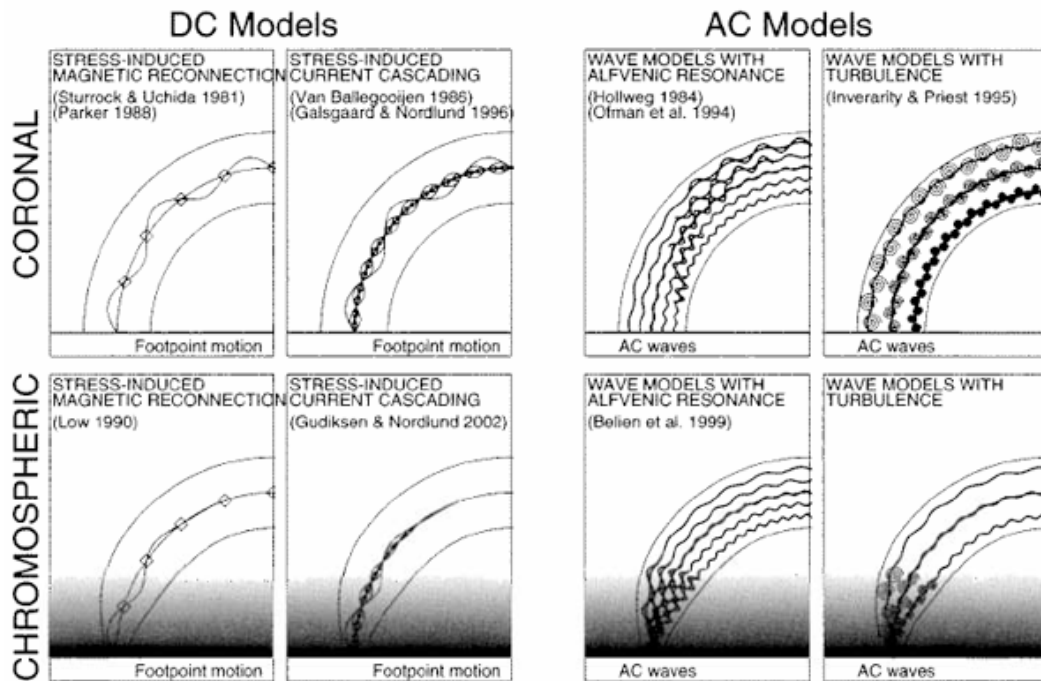 DC Models
AC Models
CORONAL
STRESS-INDUCED
MAGNETIC RECONNECTION
(Sturrock & Uchida 1981)
(Parker 1988)
Footpoint motion
STRESS-INDUCED
CURRENT CASCADING
(Van Ballegooijen 1986)
(Galsgaard & Nordlund 1996)
Footpoint motion
WAVE MODELS WITH
ALFVENIC RESONANCE
(Hollweg 1984)
(Ofman et al. 1994)
AC waves
WAVE MODELS WITH
TURBULENCE
(Inverarity & Priest 1995)
AC waves
CHROMOSPHERIC
STRESS-INDUCED
MAGNETIC RECONNECTION
(Low 1990)
Footpoint motion
STRESS-INDUCED
CURRENT CASCADING
(Gudiksen & Nordlund 2002)
Footpoint motion
WAVE MODELS WITH
ALFVENIC RESONANCE
(Belien et al. 1999)
AC waves
WAVE MODELS WITH
TURBULENCE
AC waves